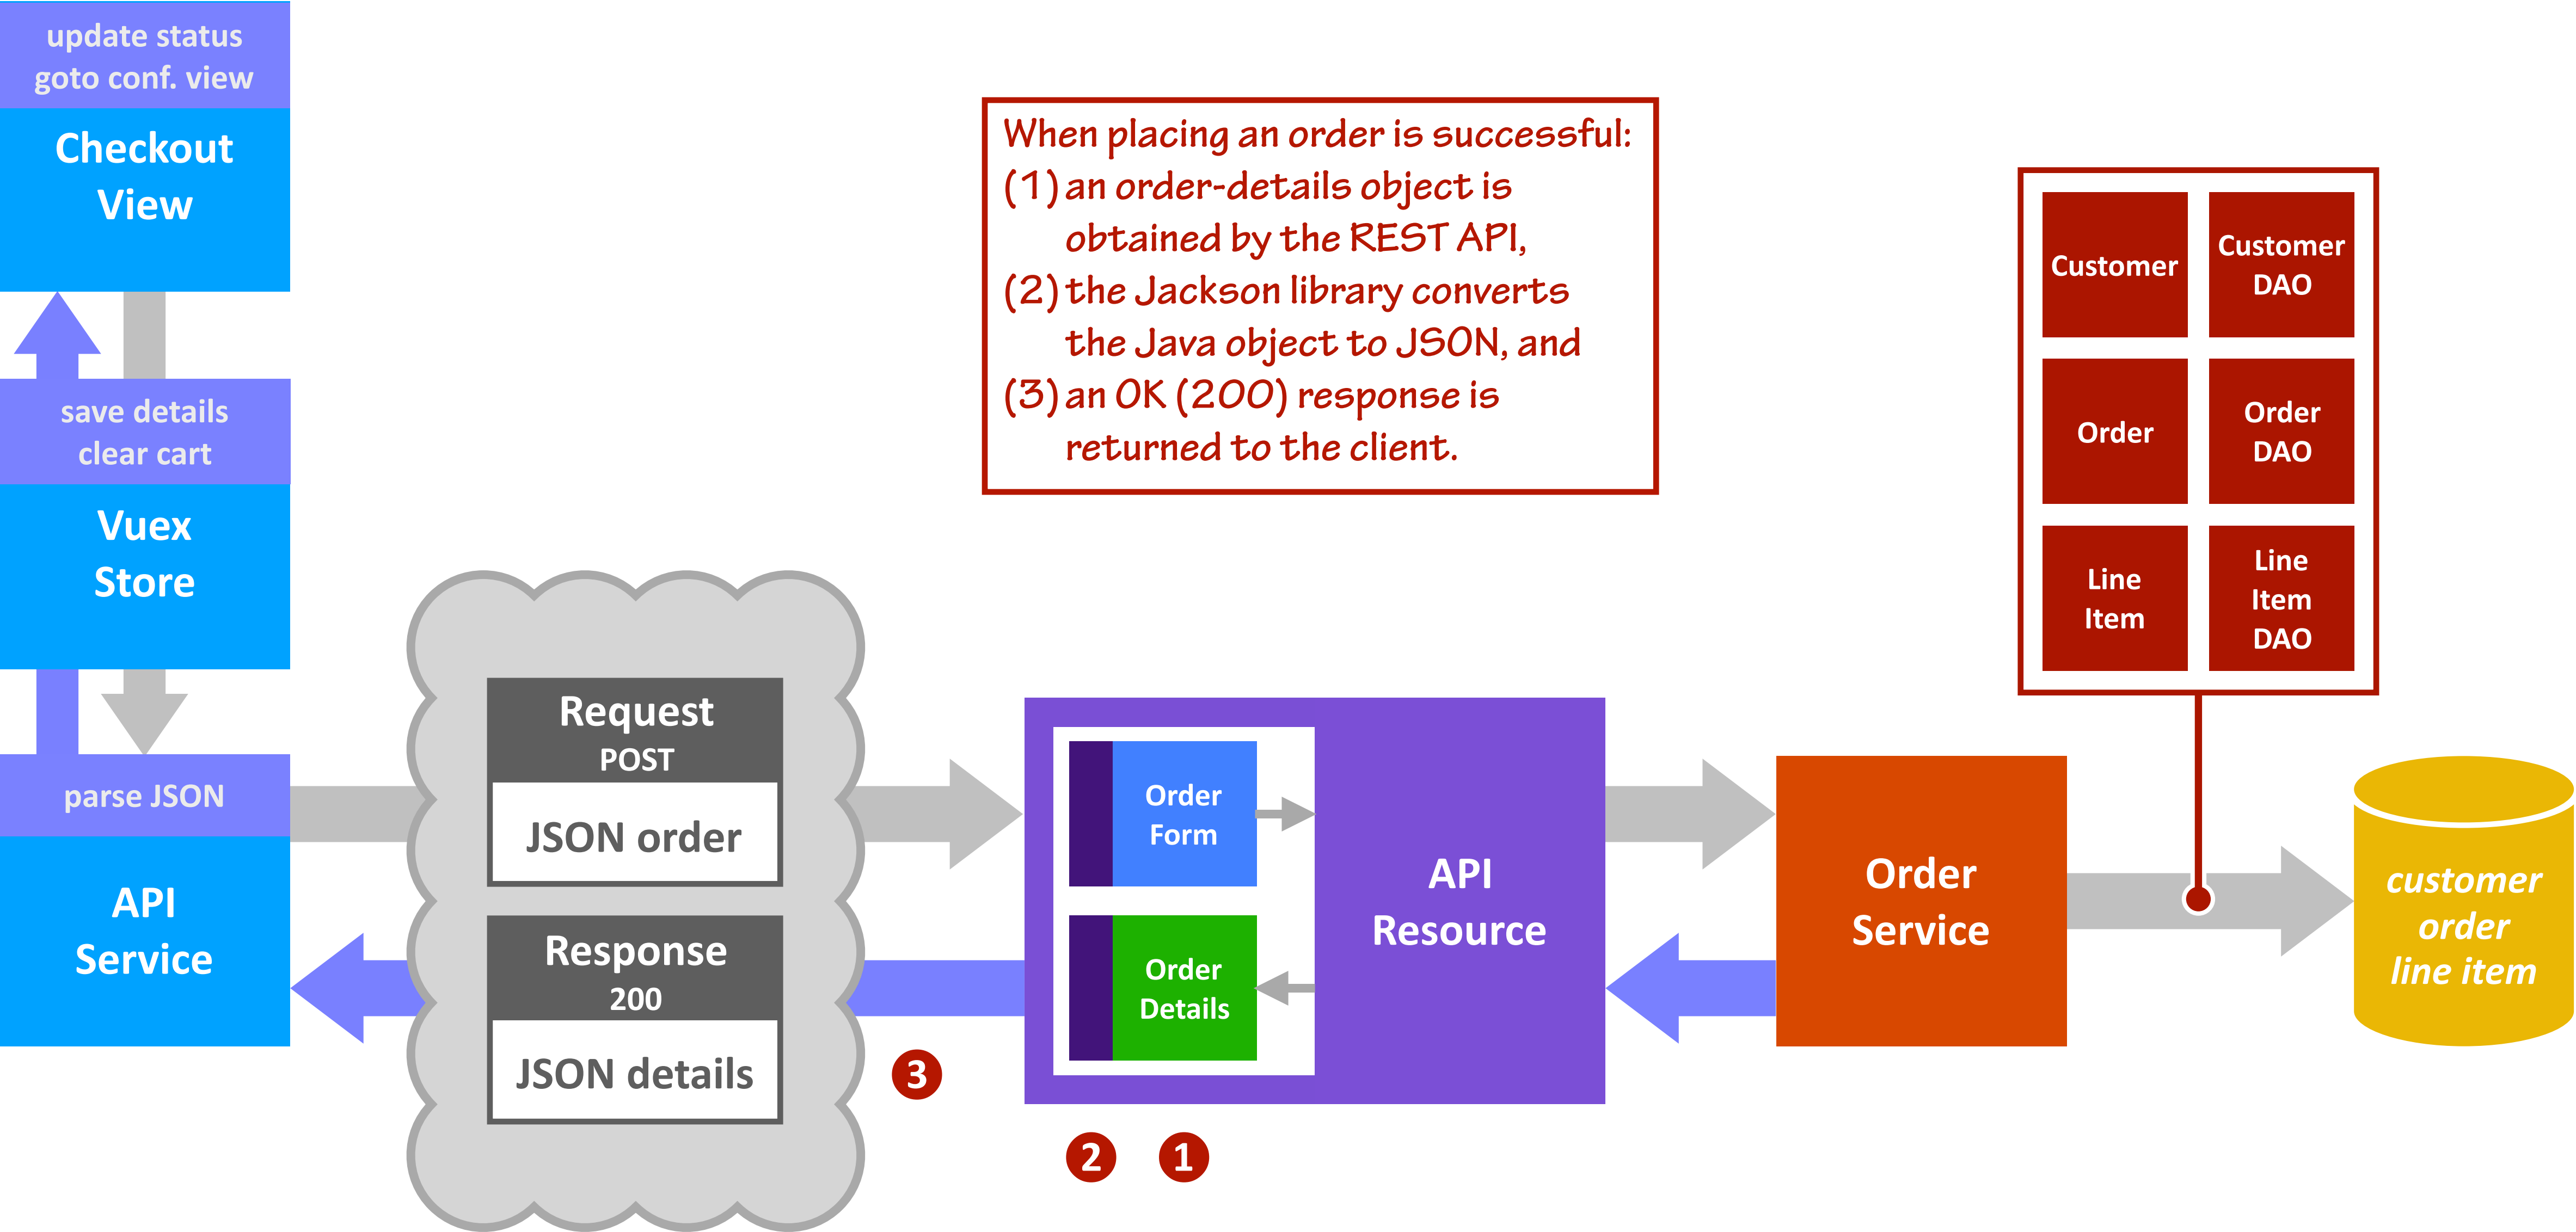 update status
goto conf. view
Checkout
View
save details
clear cart
Vuex
Store
parse JSON
API
Service
Request
POST
JSON order
Response
200
JSON details
When placing an order is successful:
(1) an order-details object is
obtained by the REST API,
(2) the Jackson library converts
the Java object to JSON, and
(3) an OK (200) response is
returned to the client.
Order
Form
Order
Details
API
Resource
3
2
1
Order
Service
Customer
Customer
DAO
Order
Order
DAO
Line
Item
Line
Item
DAO
customer
order
line item